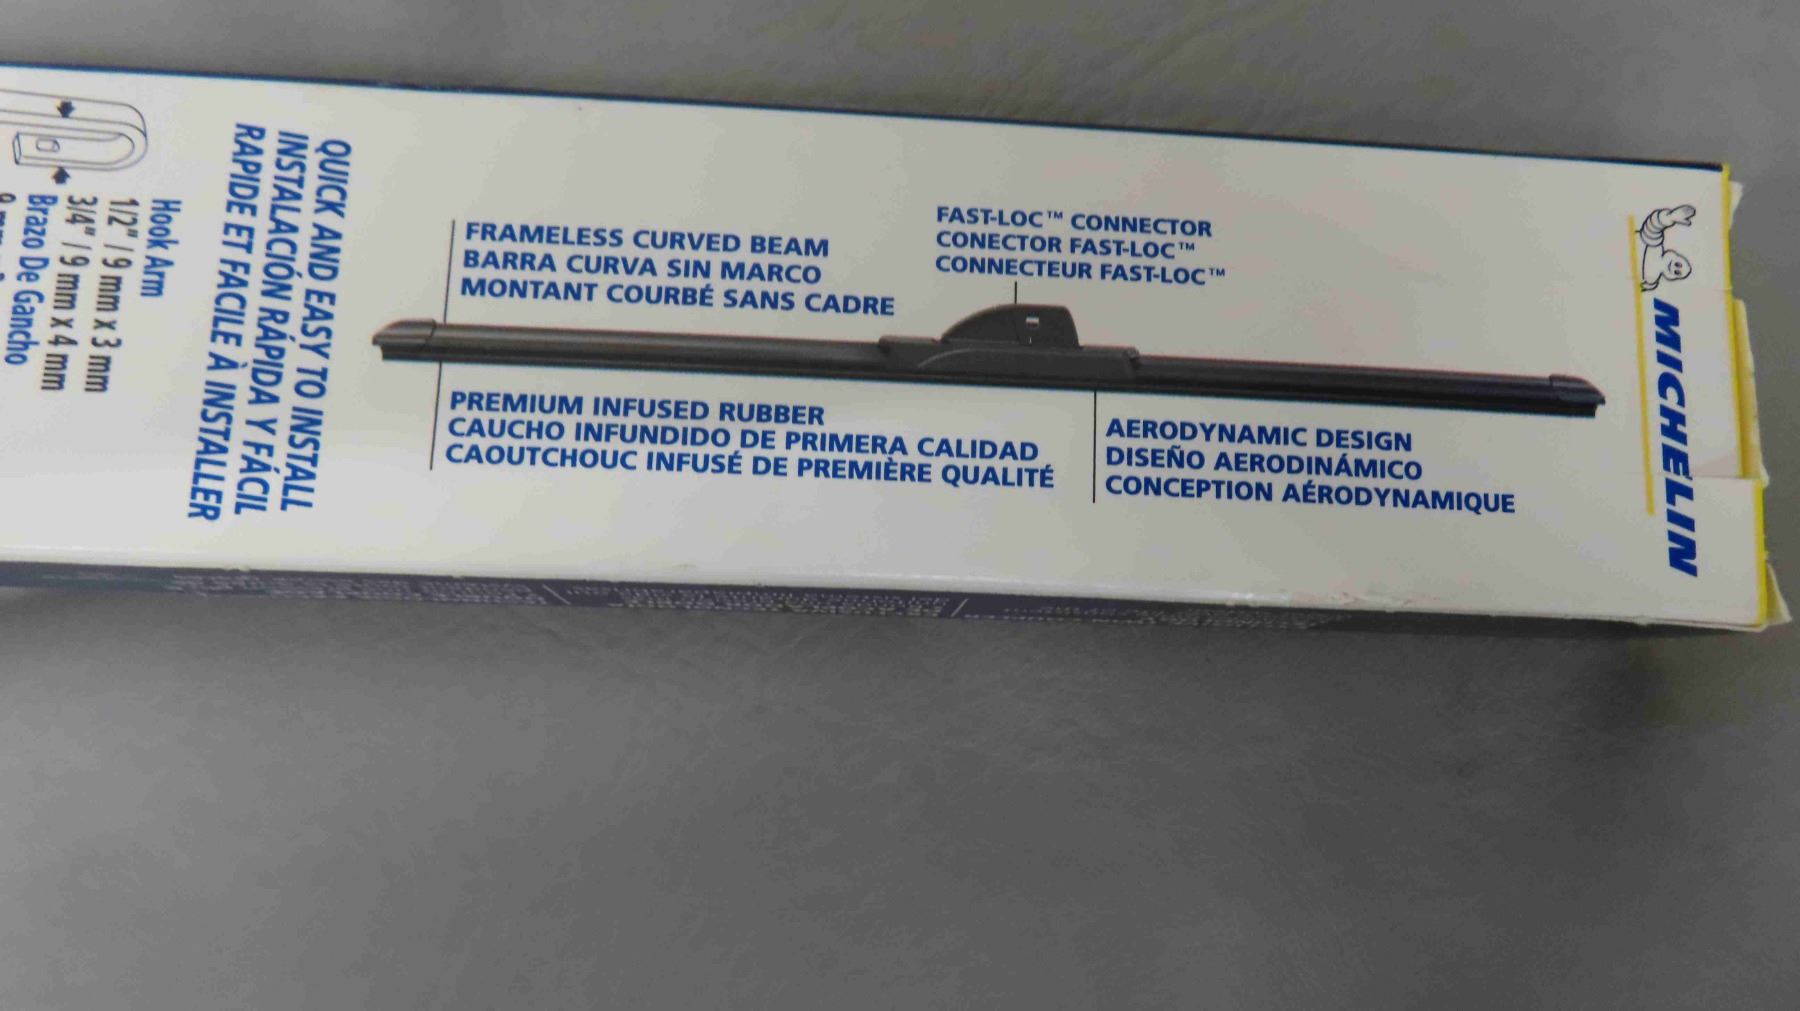 MICHELIN
FAST-LOC™ CONNECTOR
CONECTOR FAST-LOC™
CONNECTEUR FAST-LOC™
FRAMELESS CURVED BEAM
BARRA CURVA SIN MARCO
MONTANT COURBÉ SANS CADRE
PREMIUM INFUSED RUBBER
CAUCHO INFUNDIDO DE PRIMERA CALIDAD
CAOUTCHOUC INFUSÉ DE PREMIÈRE QUALITÉ
AERODYNAMIC DESIGN
DISEÑO AERODINÁMICO
CONCEPTION AÉRODYNAMIQUE
QUICK AND EASY TO INSTALL
INSTALACIÓN RÁPIDA Y FÁCIL
RAPIDE ET FACILE À INSTALLER
Hook Arm
1/2" / 9 mm x 3 mm
3/4" / 9 mm x 4 mm
Brazo De Gancho